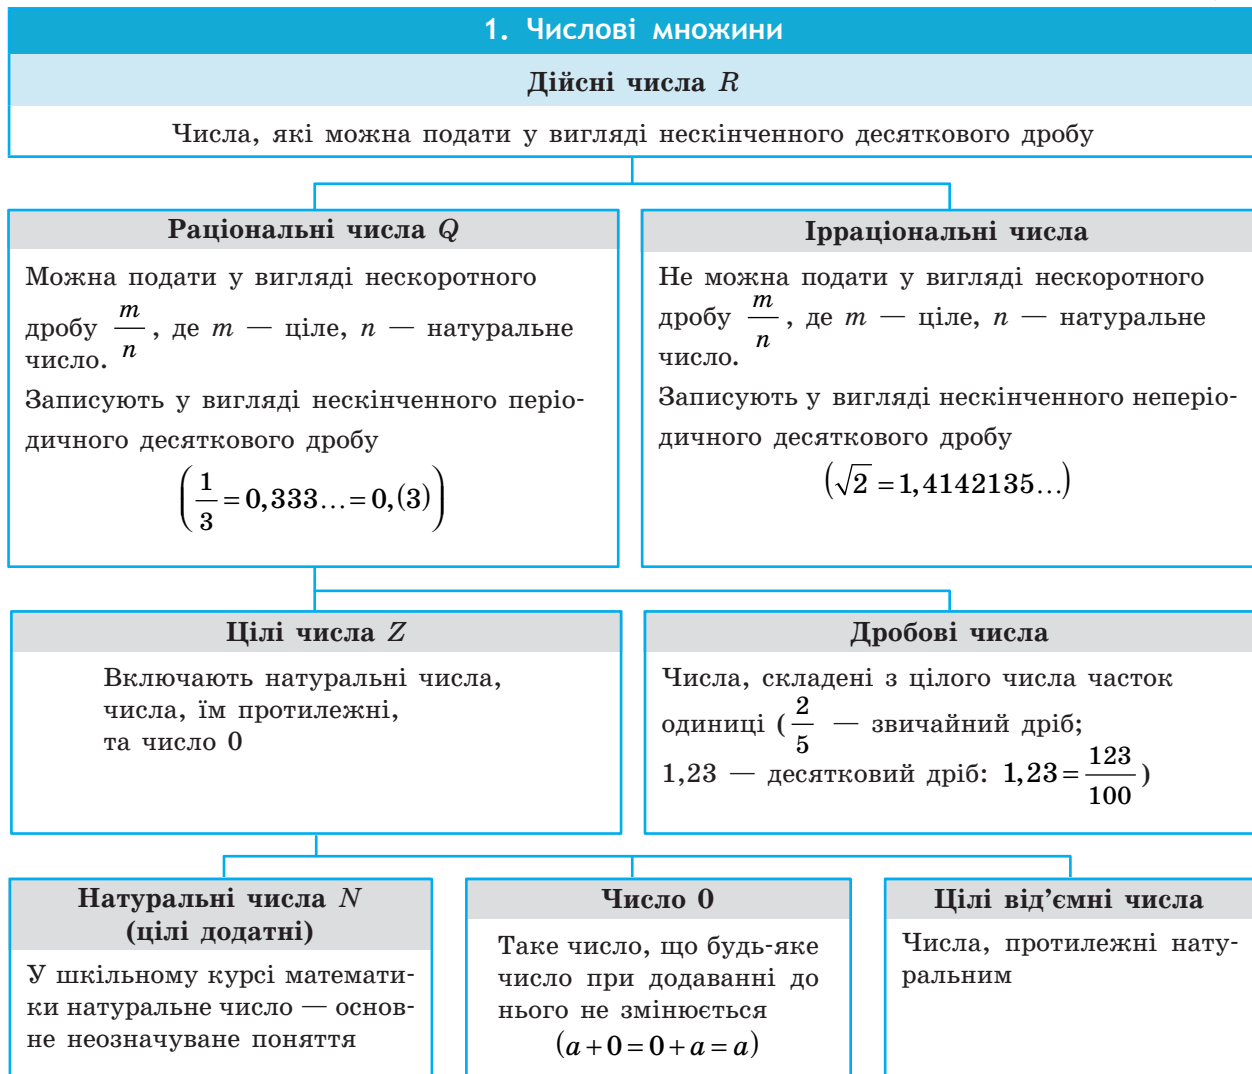 1. Числові множини
Дійсні числа R
Числа, які можна подати у вигляді нескінченного десяткового дробу
Раціональні числа Q
Можна подати у вигляді нескоротного
дробу m/n, де m — ціле, n — натуральне
число.
Записують у вигляді нескінченного періо-
дичного десяткового дробу
(1/3 = 0,333... = 0,(3))
Ірраціональні числа
Не можна подати у вигляді нескоротного
дробу m/n, де m — ціле, n — натуральне
число.
Записують у вигляді нескінченного неперіо-
дичного десяткового дробу
(√2 = 1,4142135...)
Цілі числа Z
Включають натуральні числа,
числа, їм протилежні,
та число 0
Дробові числа
Числа, складені з цілого числа часток
одиниці (2/5 — звичайний дріб;
1,23 — десятковий дріб: 1,23 = 123/100)
Натуральні числа N
(цілі додатні)
У шкільному курсі математи-
ки натуральне число — основ-
не неозначуване поняття
Число 0
Таке число, що будь-яке
число при додаванні до
нього не змінюється
(a + 0 = 0 + a = a)
Цілі від’ємні числа
Числа, протилежні нату-
ральним